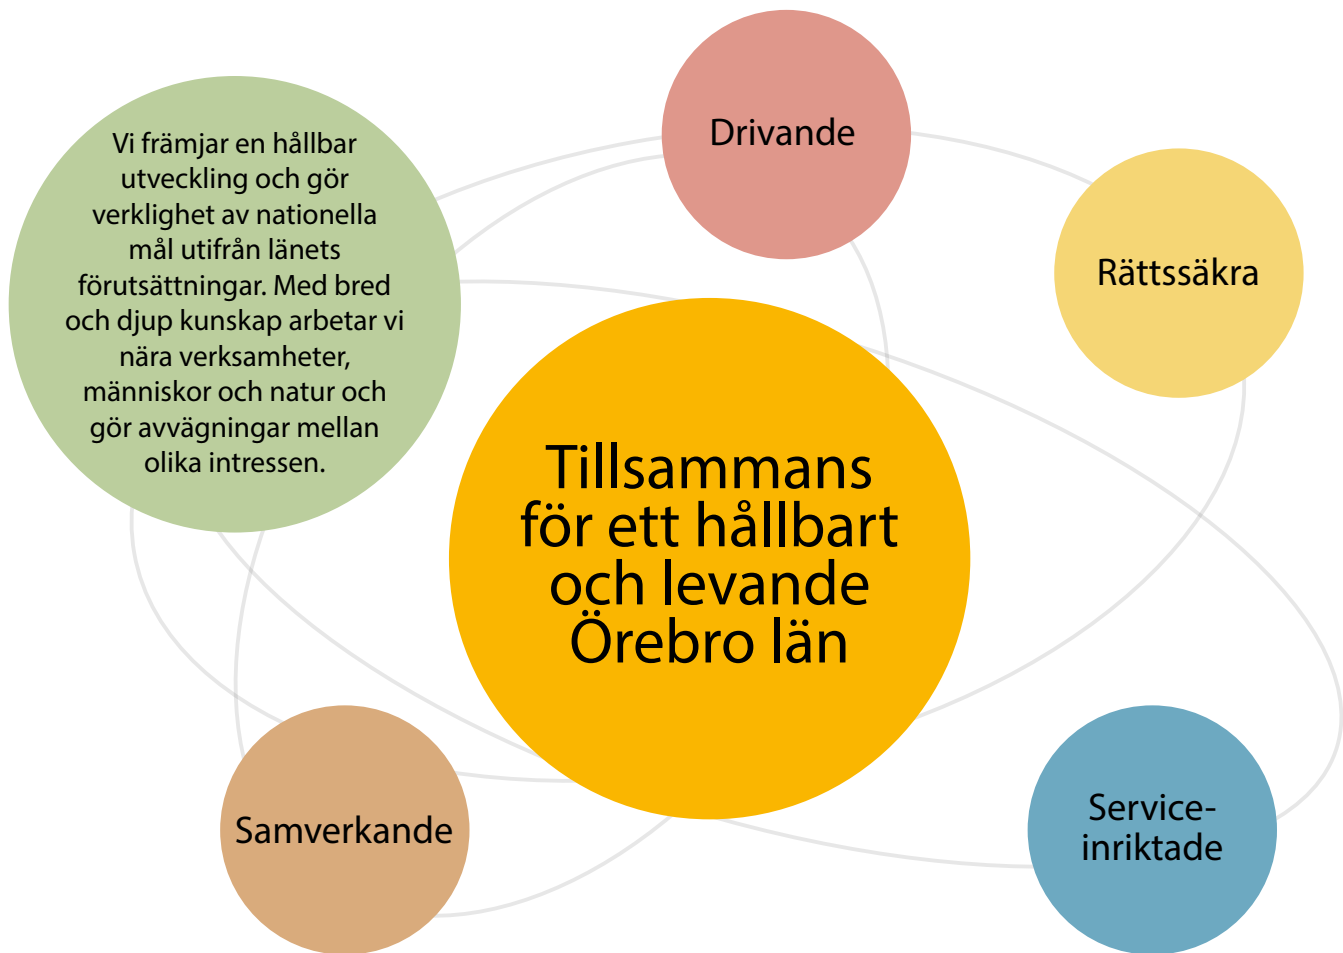 Vi främjar en hållbar
utveckling och gör
verklighet av nationella
mål utifrån länets
förutsättningar. Med bred
och djup kunskap arbetar vi
nära verksamheter,
människor och natur och
gör avvägningar mellan
olika intressen.
Drivande
Rättssäkra
Tillsammans
för ett hållbart
och levande
Örebro län
Samverkande
Service-
inriktade